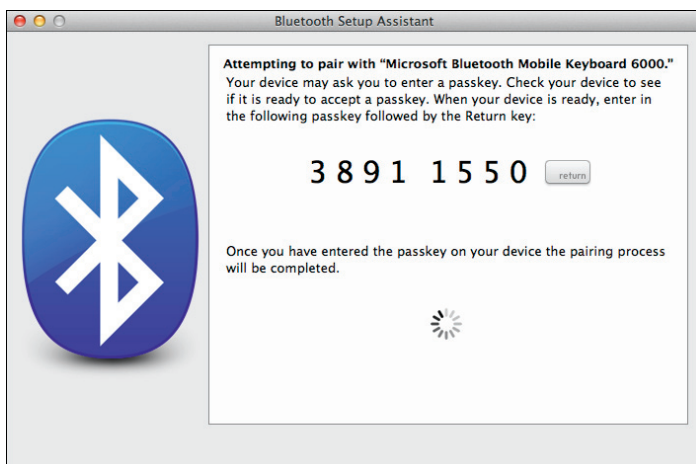 Bluetooth Setup Assistant
Attempting to pair with “Microsoft Bluetooth Mobile Keyboard 6000.”
Your device may ask you to enter a passkey. Check your device to see
if it is ready to accept a passkey. When your device is ready, enter in
the following passkey followed by the Return key:
3891 1550 return
Once you have entered the passkey on your device the pairing process
will be completed.